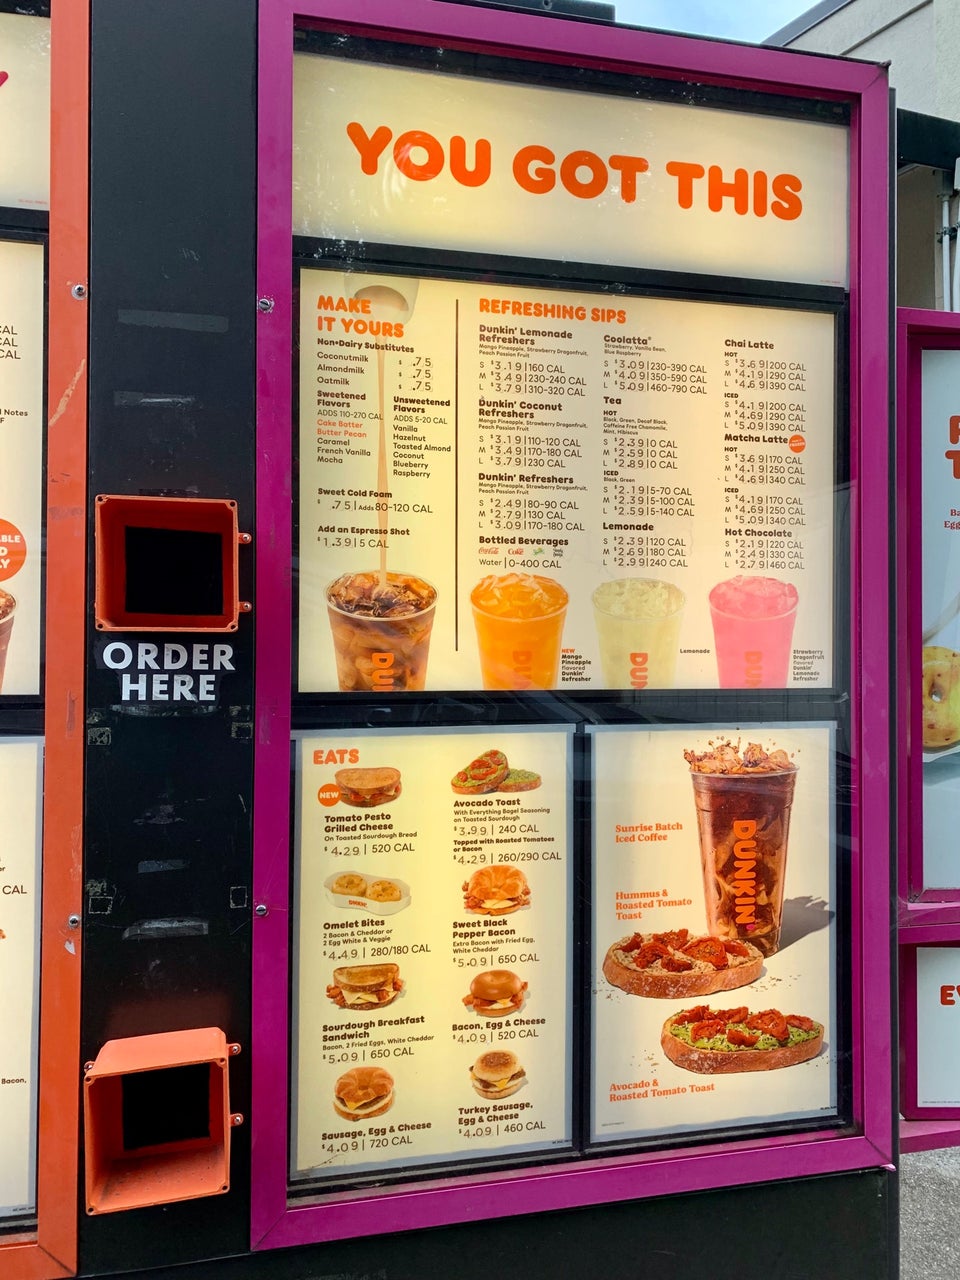 YOU GOT THIS
MAKE
IT YOURS
Non-Dairy Substitutes
Coconutmilk $ .75
Almondmilk $ .75
Oatmilk $ .75
Sweetened
Flavors
ADDS 110-270 CAL
Cake Batter
Butter Pecan
Caramel
French Vanilla
Mocha
Unsweetened
Flavors
ADDS 5-20 CAL
Vanilla
Hazelnut
Toasted Almond
Coconut
Blueberry
Raspberry
Sweet Cold Foam
$ .75 | Adds 80-120 CAL
Add an Espresso Shot
$1.39 | 5 CAL
REFRESHING SIPS
Dunkin' Lemonade
Refreshers
Mango Pineapple, Strawberry Dragonfruit,
Peach Passion Fruit
S $3.19 | 160 CAL
M $3.49 | 230-240 CAL
L $3.79 | 310-320 CAL
Dunkin' Coconut
Refreshers
Mango Pineapple, Strawberry Dragonfruit,
Peach Passion Fruit
S $3.19 | 110-120 CAL
M $3.49 | 170-180 CAL
L $3.79 | 230 CAL
Dunkin' Refreshers
Mango Pineapple, Strawberry Dragonfruit,
Peach Passion Fruit
S $2.49 | 80-90 CAL
M $2.79 | 130 CAL
L $3.09 | 170-180 CAL
Bottled Beverages
Coca-Cola Coke
Water | 0-400 CAL
Coolatta®
Strawberry, Vanilla Bean,
Blue Raspberry
S $3.09 | 230-390 CAL
M $4.09 | 350-590 CAL
L $5.09 | 460-790 CAL
Tea
HOT
Black, Green, Decaf Black,
Caffeine Free Chamomile,
Mint, Hibiscus
S $2.39 | 0 CAL
M $2.59 | 0 CAL
L $2.89 | 0 CAL
ICED
Black, Green
S $2.19 | 5-70 CAL
M $2.39 | 5-100 CAL
L $2.59 | 5-140 CAL
Lemonade
S $2.39 | 120 CAL
M $2.69 | 180 CAL
L $2.99 | 240 CAL
Chai Latte
HOT
S $3.69 | 200 CAL
M $4.19 | 290 CAL
L $4.69 | 390 CAL
ICED
S $4.19 | 200 CAL
M $4.69 | 290 CAL
L $5.09 | 390 CAL
Matcha Latte
HOT
S $3.69 | 170 CAL
M $4.19 | 250 CAL
L $4.69 | 340 CAL
ICED
S $4.19 | 170 CAL
M $4.69 | 250 CAL
L $5.09 | 340 CAL
Hot Chocolate
S $2.19 | 220 CAL
M $2.49 | 330 CAL
L $2.79 | 460 CAL
DUN
DUN
NEW
Mango
Pineapple
flavored
Dunkin'
Refresher
DUN
Lemonade
DUN
Strawberry
Dragonfruit
flavored
Dunkin'
Lemonade
Refresher
ORDER
HERE
EATS
NEW
Tomato Pesto
Grilled Cheese
On Toasted Sourdough Bread
$4.29 | 520 CAL
Avocado Toast
With Everything Bagel Seasoning
on Toasted Sourdough
$3.99 | 240 CAL
Topped with Roasted Tomatoes
or Bacon
$4.29 | 260/290 CAL
DUNKIN'
Omelet Bites
2 Bacon & Cheddar or
2 Egg White & Veggie
$4.49 | 280/180 CAL
Sweet Black
Pepper Bacon
Extra Bacon with Fried Egg,
White Cheddar
$5.09 | 650 CAL
Sourdough Breakfast
Sandwich
Bacon, 2 Fried Eggs, White Cheddar
$5.09 | 650 CAL
Bacon, Egg & Cheese
$4.09 | 520 CAL
Sausage, Egg & Cheese
$4.09 | 720 CAL
Turkey Sausage,
Egg & Cheese
$4.09 | 460 CAL
Sunrise Batch
Iced Coffee
DUNKIN'
Hummus &
Roasted Tomato
Toast
Avocado &
Roasted Tomato Toast
CAL
CAL
CAL
Notes
CAL
Bacon,